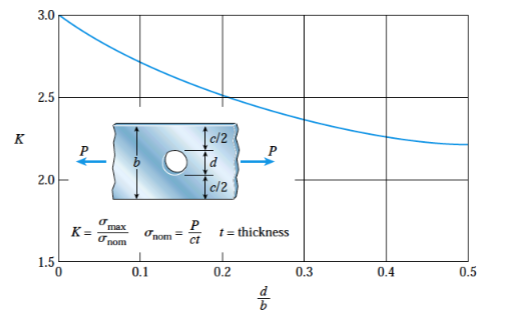 3.0
2.5
K
2.0
1.5
P
b
c/2
d
c/2
P
K = σmax / σnom   σnom = P / ct   t = thickness
0 0.1 0.2 0.3 0.4 0.5
d
b